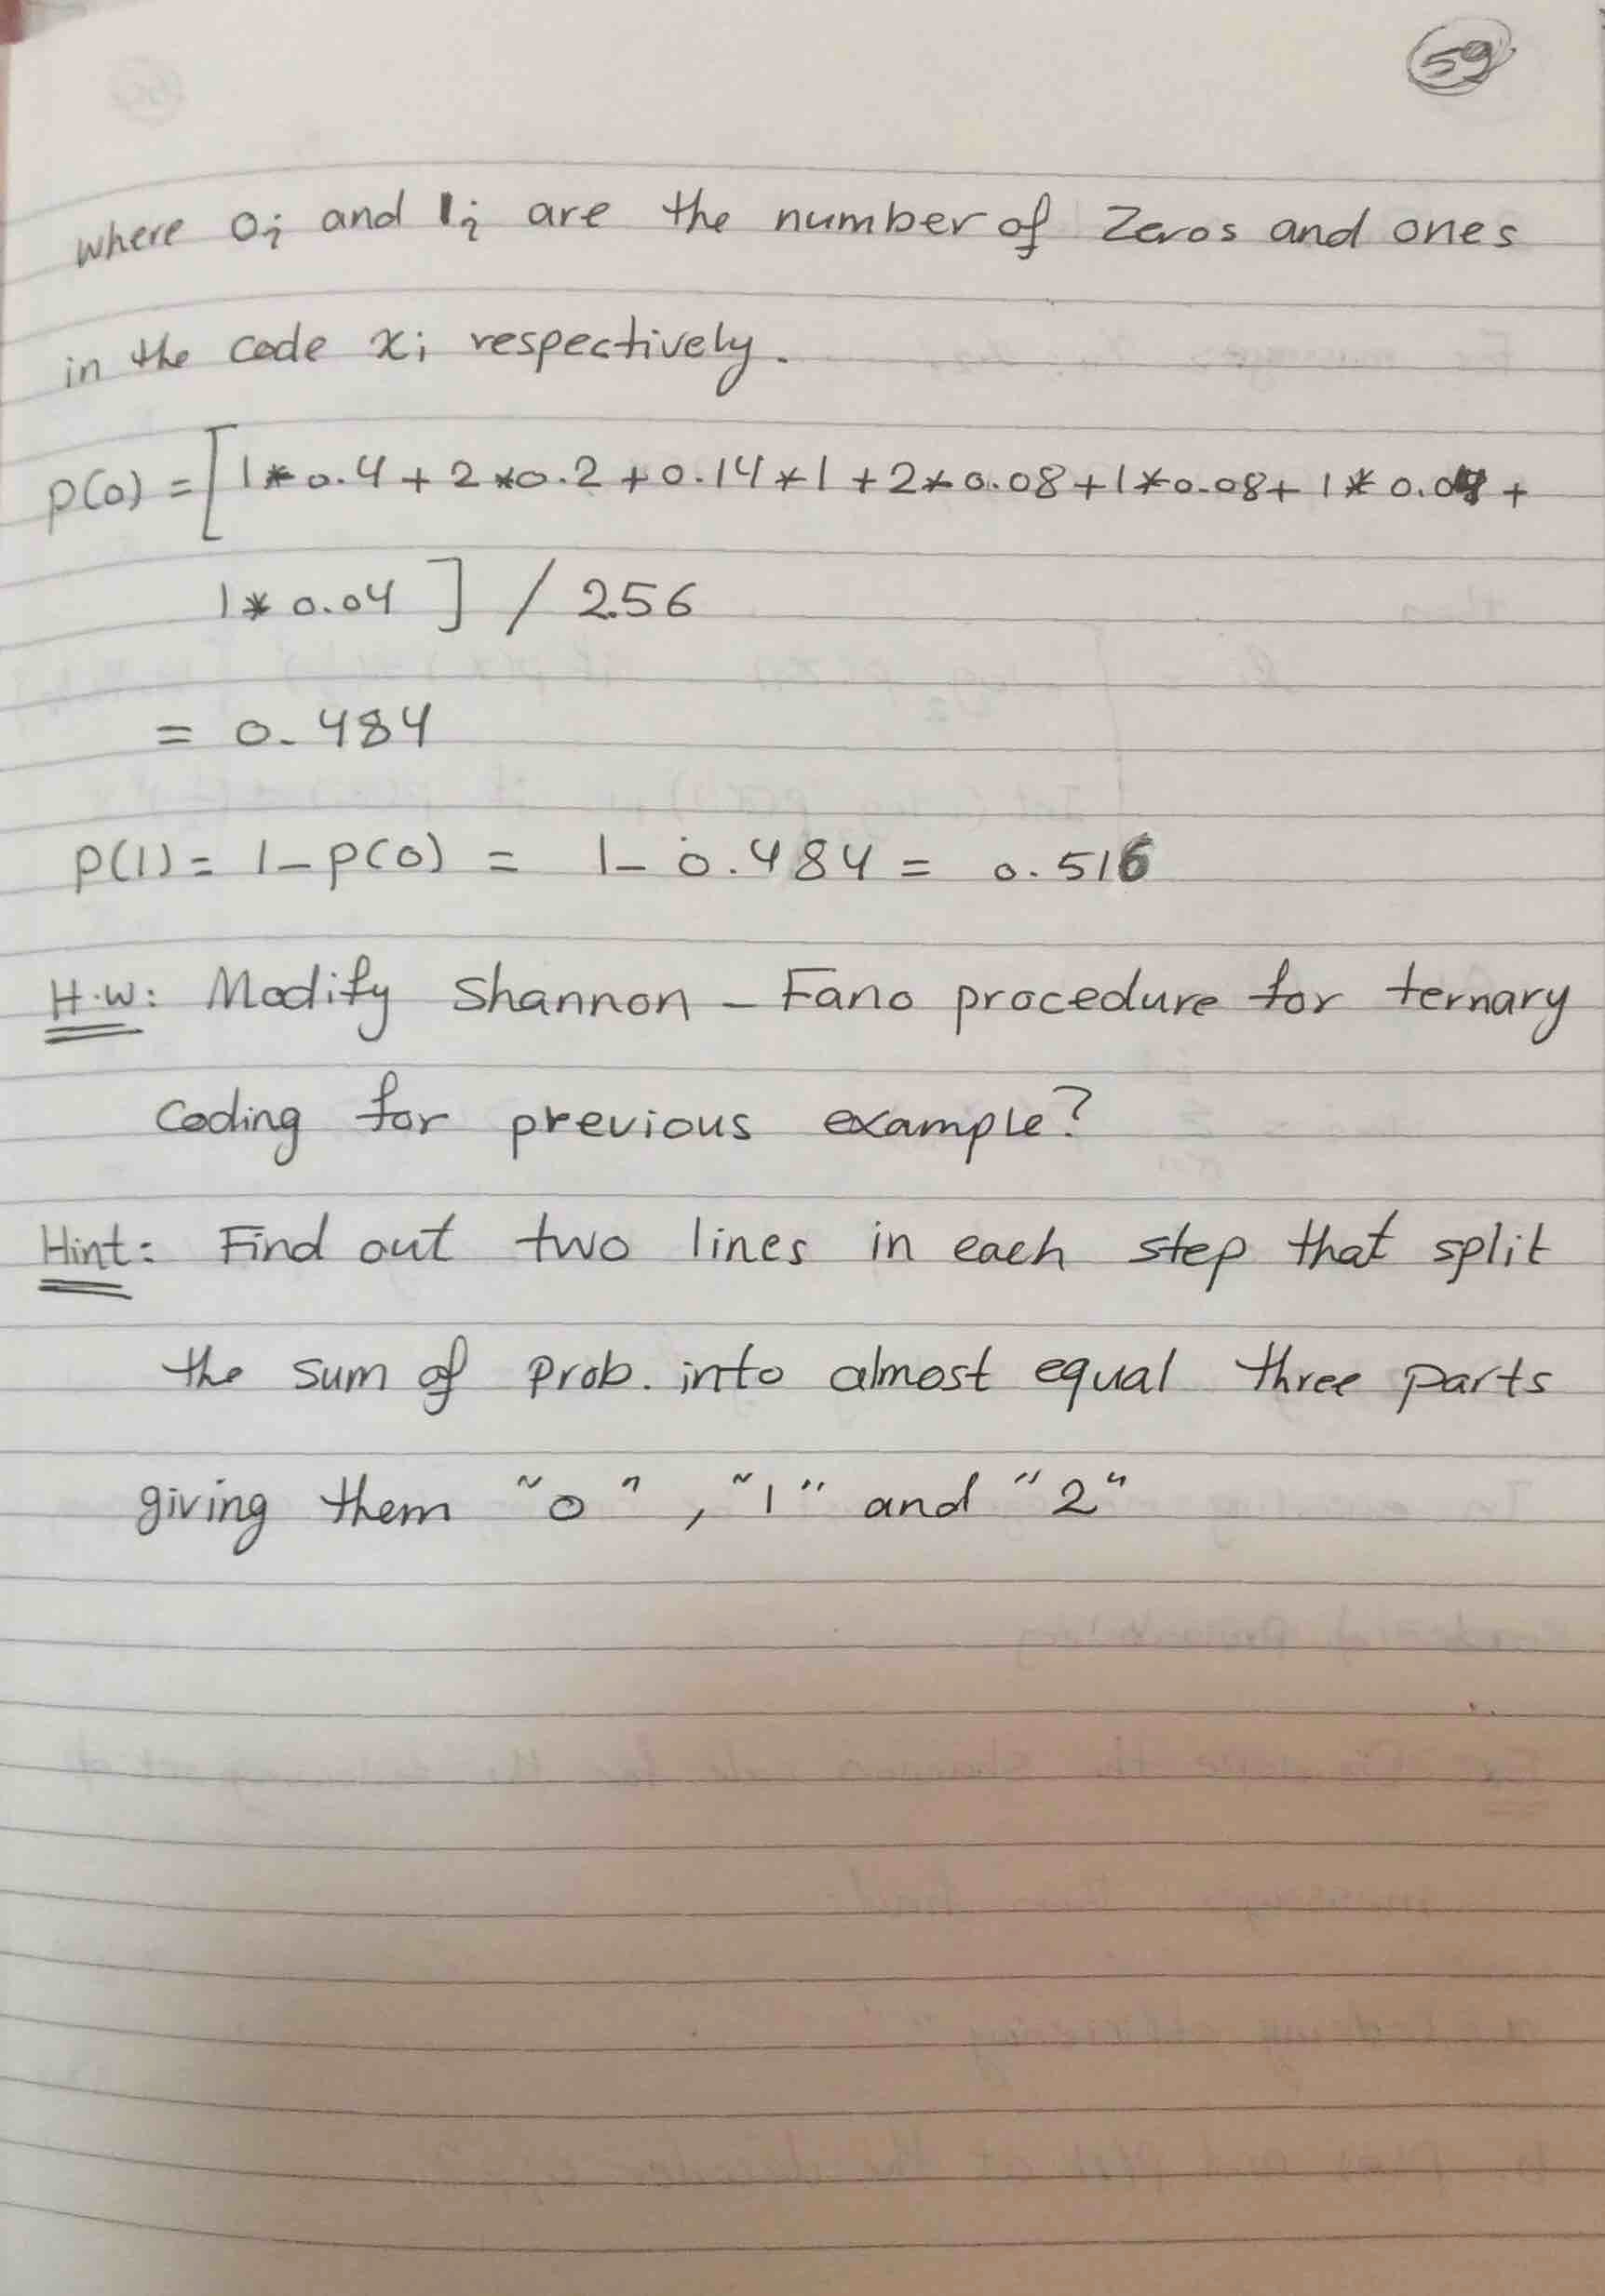 59
where 0i and 1i are the number of Zeros and ones
in the code xi respectively.
p(0) = [1*0.4+2*0.2+0.14*1+2*0.08+1*0.08+1*0.04+
1*0.04] / 2.56
= 0.484
p(1) = 1-p(0) = 1-0.484 = 0.516
H.W: Modify Shannon - Fano procedure for ternary
Coding for previous example?
Hint: Find out two lines in each step that split
the sum of prob. into almost equal three parts
giving them "0", "1" and "2"